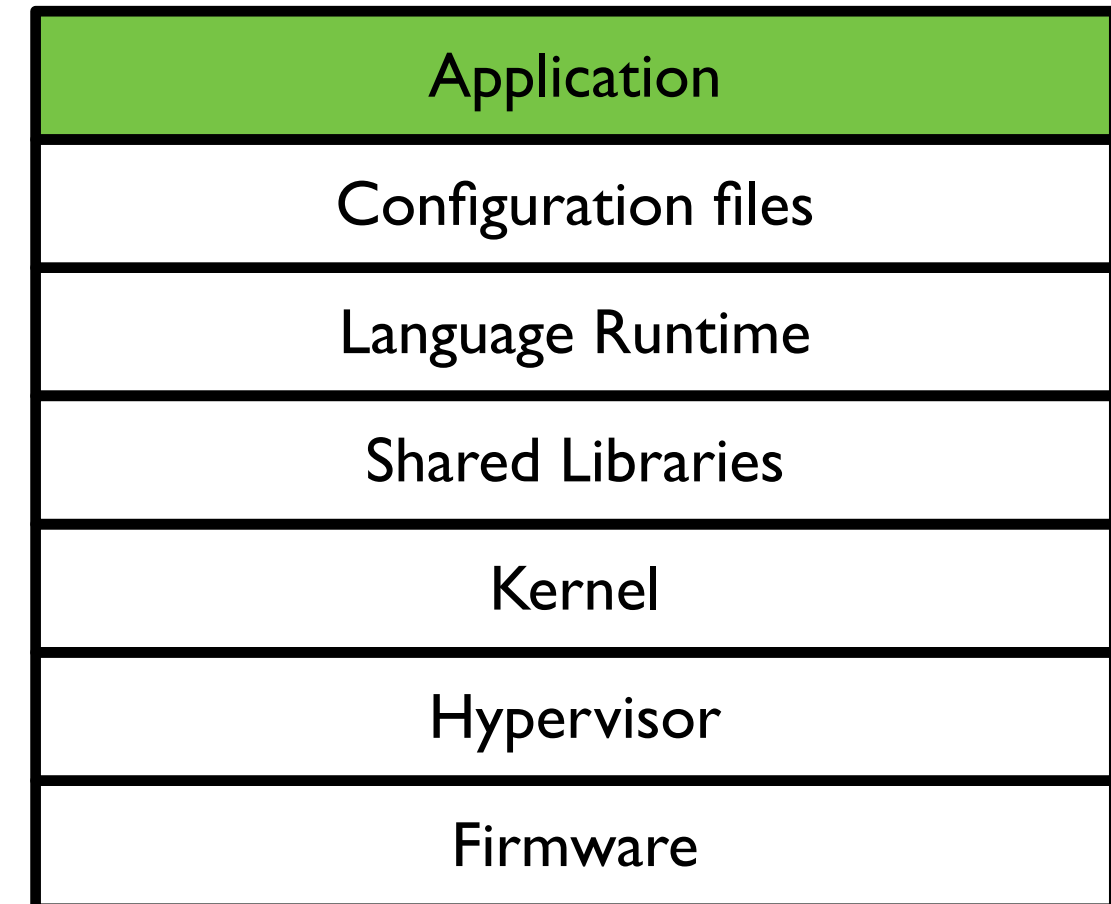 Application
Configuration files
Language Runtime
Shared Libraries
Kernel
Hypervisor
Firmware